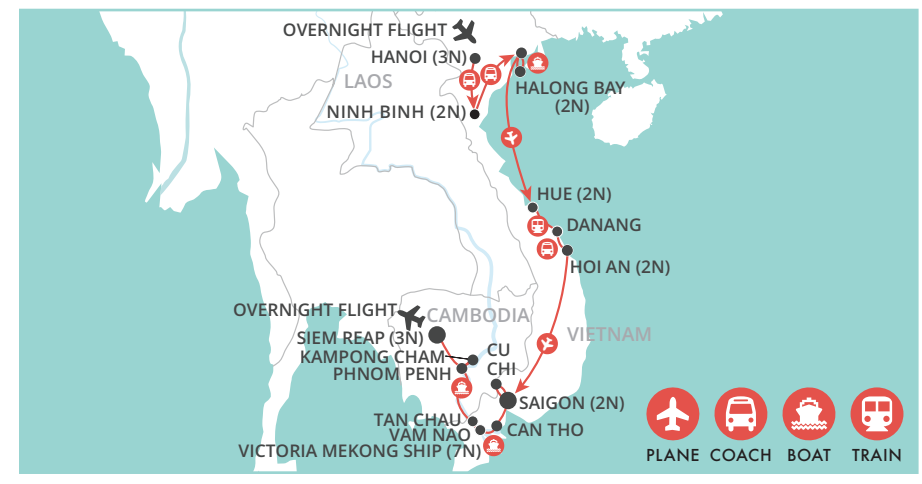 OVERNIGHT FLIGHT
HANOI (3N)
LAOS
HALONG BAY
(2N)
NINH BINH (2N)
HUE (2N)
DANANG
HOI AN (2N)
OVERNIGHT FLIGHT
CAMBODIA
SIEM REAP (3N)
VIETNAM
KAMPONG CHAM
PHNOM PENH
CU
CHI
SAIGON (2N)
TAN CHAU
VAM NAO
CAN THO
VICTORIA MEKONG SHIP (7N)
PLANE
COACH
BOAT
TRAIN